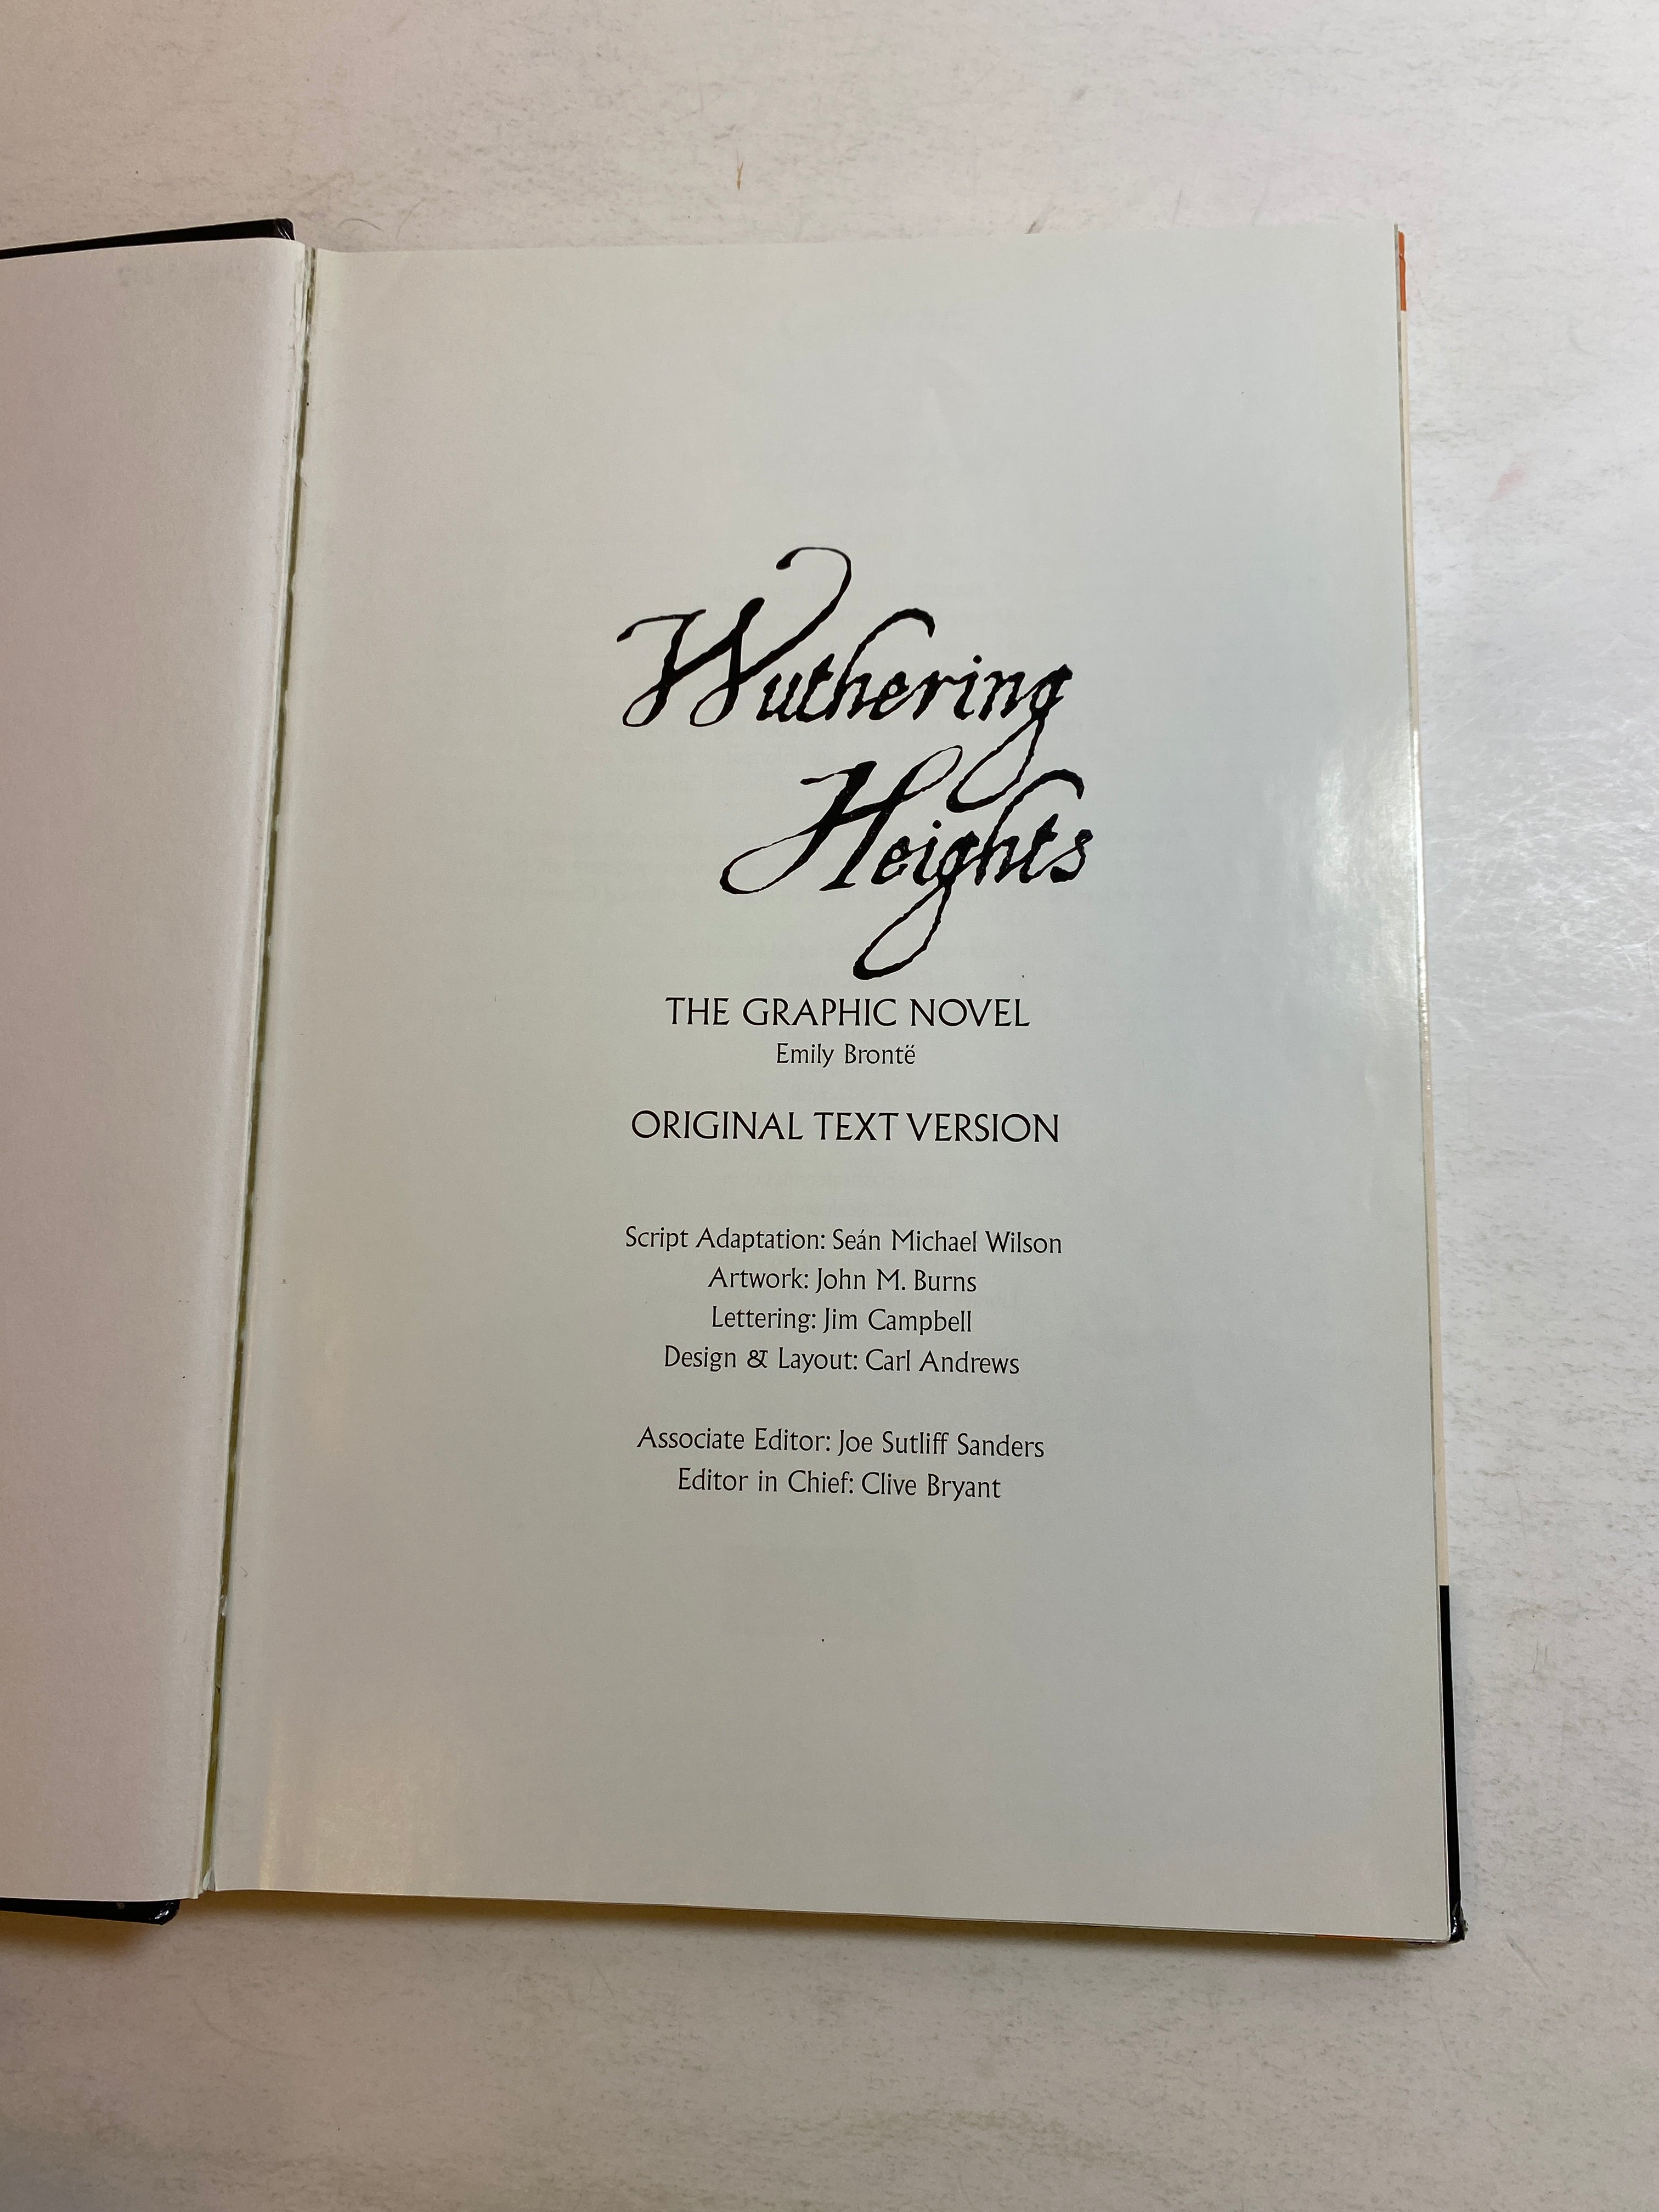 Wuthering
Heights
THE GRAPHIC NOVEL
Emily Brontë
ORIGINAL TEXT VERSION
Script Adaptation: Seán Michael Wilson
Artwork: John M. Burns
Lettering: Jim Campbell
Design & Layout: Carl Andrews
Associate Editor: Joe Sutliff Sanders
Editor in Chief: Clive Bryant